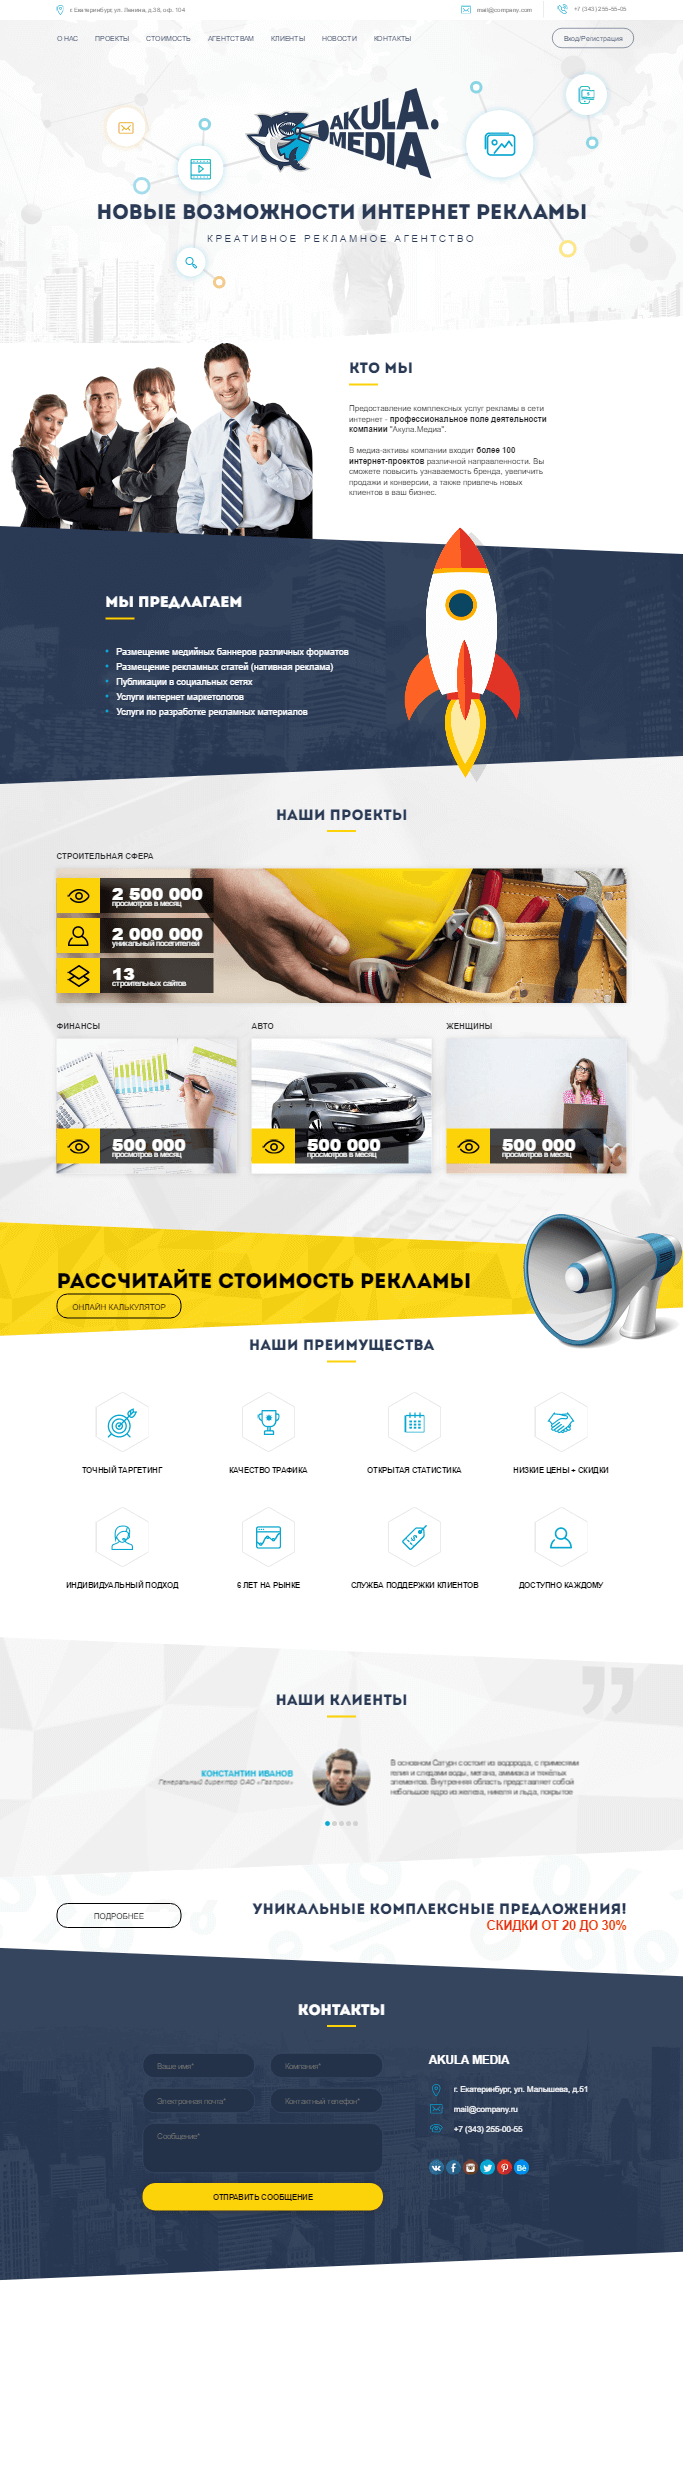 г. Екатеринбург, ул. Ленина, д.38, оф. 104
mail@company.com
+7 (343) 255-55-05
О НАС
ПРОЕКТЫ
СТОИМОСТЬ
АГЕНТСТВАМ
КЛИЕНТЫ
НОВОСТИ
КОНТАКТЫ
Вход/Регистрация
AKULA.
MEDIA
НОВЫЕ ВОЗМОЖНОСТИ ИНТЕРНЕТ РЕКЛАМЫ
КРЕАТИВНОЕ РЕКЛАМНОЕ АГЕНТСТВО
КТО МЫ
Предоставление комплексных услуг рекламы в сети
интернет - профессиональное поле деятельности
компании "Акула.Медиа".
В медиа-активы компании входит более 100
интернет-проектов различной направленности. Вы
сможете повысить узнаваемость бренда, увеличить
продажи и конверсии, а также привлечь новых
клиентов в ваш бизнес.
МЫ ПРЕДЛАГАЕМ
Размещение медийных баннеров различных форматов
Размещение рекламных статей (нативная реклама)
Публикации в социальных сетях
Услуги интернет маркетологов
Услуги по разработке рекламных материалов
НАШИ ПРОЕКТЫ
СТРОИТЕЛЬНАЯ СФЕРА
2 500 000
просмотров в месяц
2 000 000
уникальный посетителей
13
строительных сайтов
ФИНАНСЫ
АВТО
ЖЕНЩИНЫ
500 000
просмотров в месяц
500 000
просмотров в месяц
500 000
просмотров в месяц
РАССЧИТАЙТЕ СТОИМОСТЬ РЕКЛАМЫ
ОНЛАЙН КАЛЬКУЛЯТОР
НАШИ ПРЕИМУЩЕСТВА
ТОЧНЫЙ ТАРГЕТИНГ
КАЧЕСТВО ТРАФИКА
ОТКРЫТАЯ СТАТИСТИКА
НИЗКИЕ ЦЕНЫ + СКИДКИ
ИНДИВИДУАЛЬНЫЙ ПОДХОД
6 ЛЕТ НА РЫНКЕ
СЛУЖБА ПОДДЕРЖКИ КЛИЕНТОВ
ДОСТУПНО КАЖДОМУ
НАШИ КЛИЕНТЫ
КОНСТАНТИН ИВАНОВ
Генеральный директор ОАО «Газпром»
В основном Сатурн состоит из водорода, с примесями
гелия и следами воды, метана, аммиака и тяжёлых
элементов. Внутренняя область представляет собой
небольшое ядро из железа, никеля и льда, покрытое
ПОДРОБНЕЕ
УНИКАЛЬНЫЕ КОМПЛЕКСНЫЕ ПРЕДЛОЖЕНИЯ!
СКИДКИ ОТ 20 ДО 30%
КОНТАКТЫ
Ваше имя*
Компания*
Электронная почта*
Контактный телефон*
Сообщение*
ОТПРАВИТЬ СООБЩЕНИЕ
AKULA MEDIA
г. Екатеринбург, ул. Малышева, д.51
mail@company.ru
+7 (343) 255-00-55